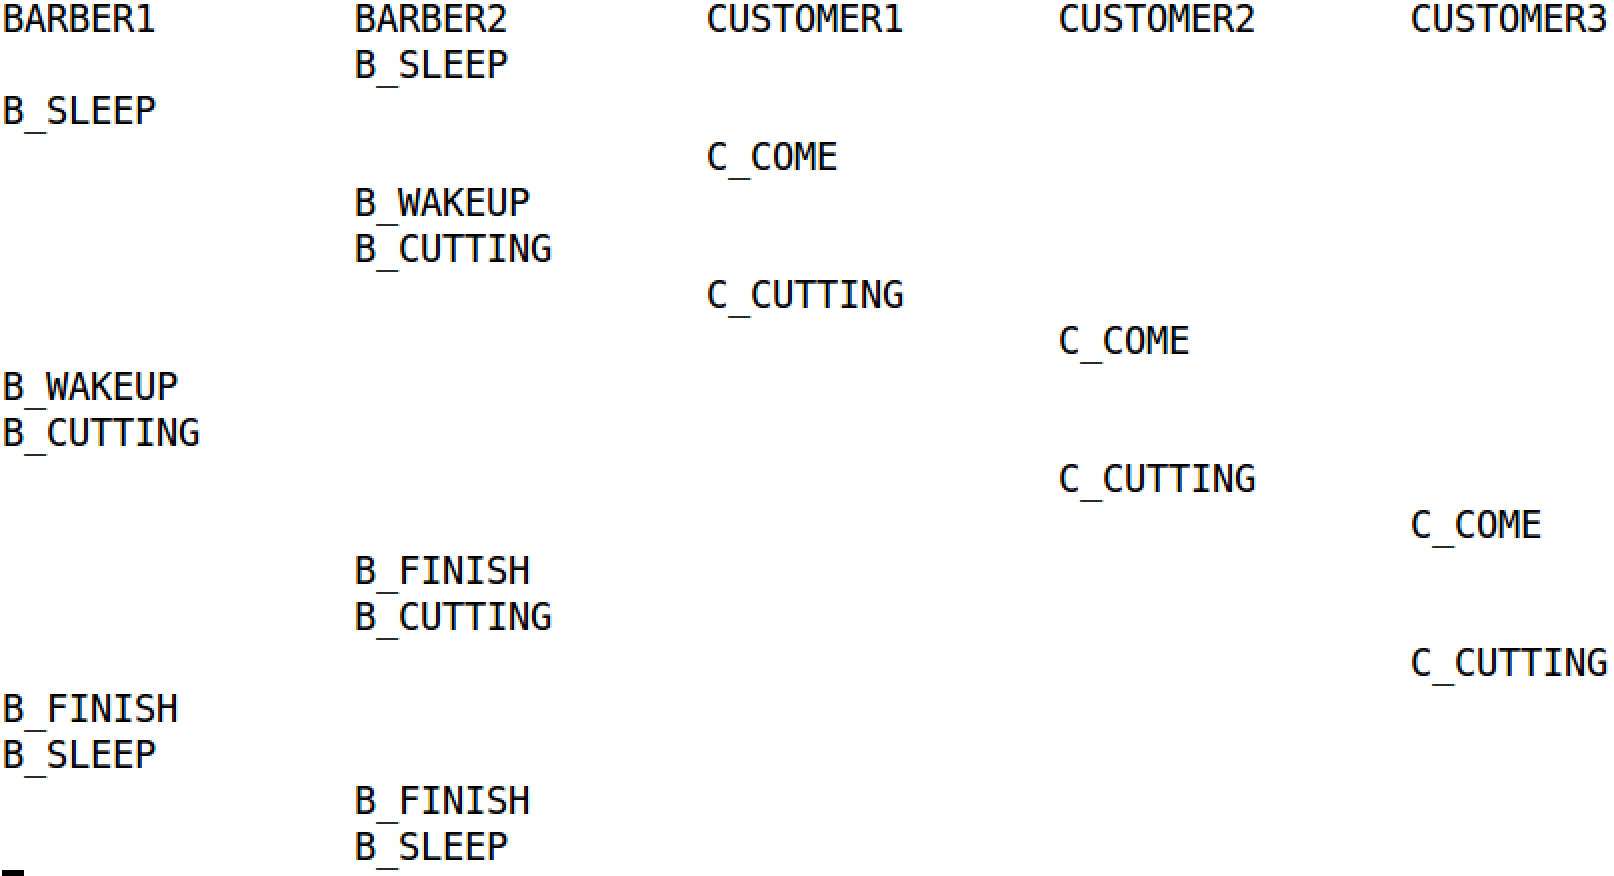 BARBER1 BARBER2 CUSTOMER1 CUSTOMER2 CUSTOMER3
B_SLEEP
B_SLEEP
C_COME
B_WAKEUP
B_CUTTING
C_CUTTING
C_COME
B_WAKEUP
B_CUTTING
C_CUTTING
C_COME
B_FINISH
B_CUTTING
C_CUTTING
B_FINISH
B_SLEEP
B_FINISH
B_SLEEP